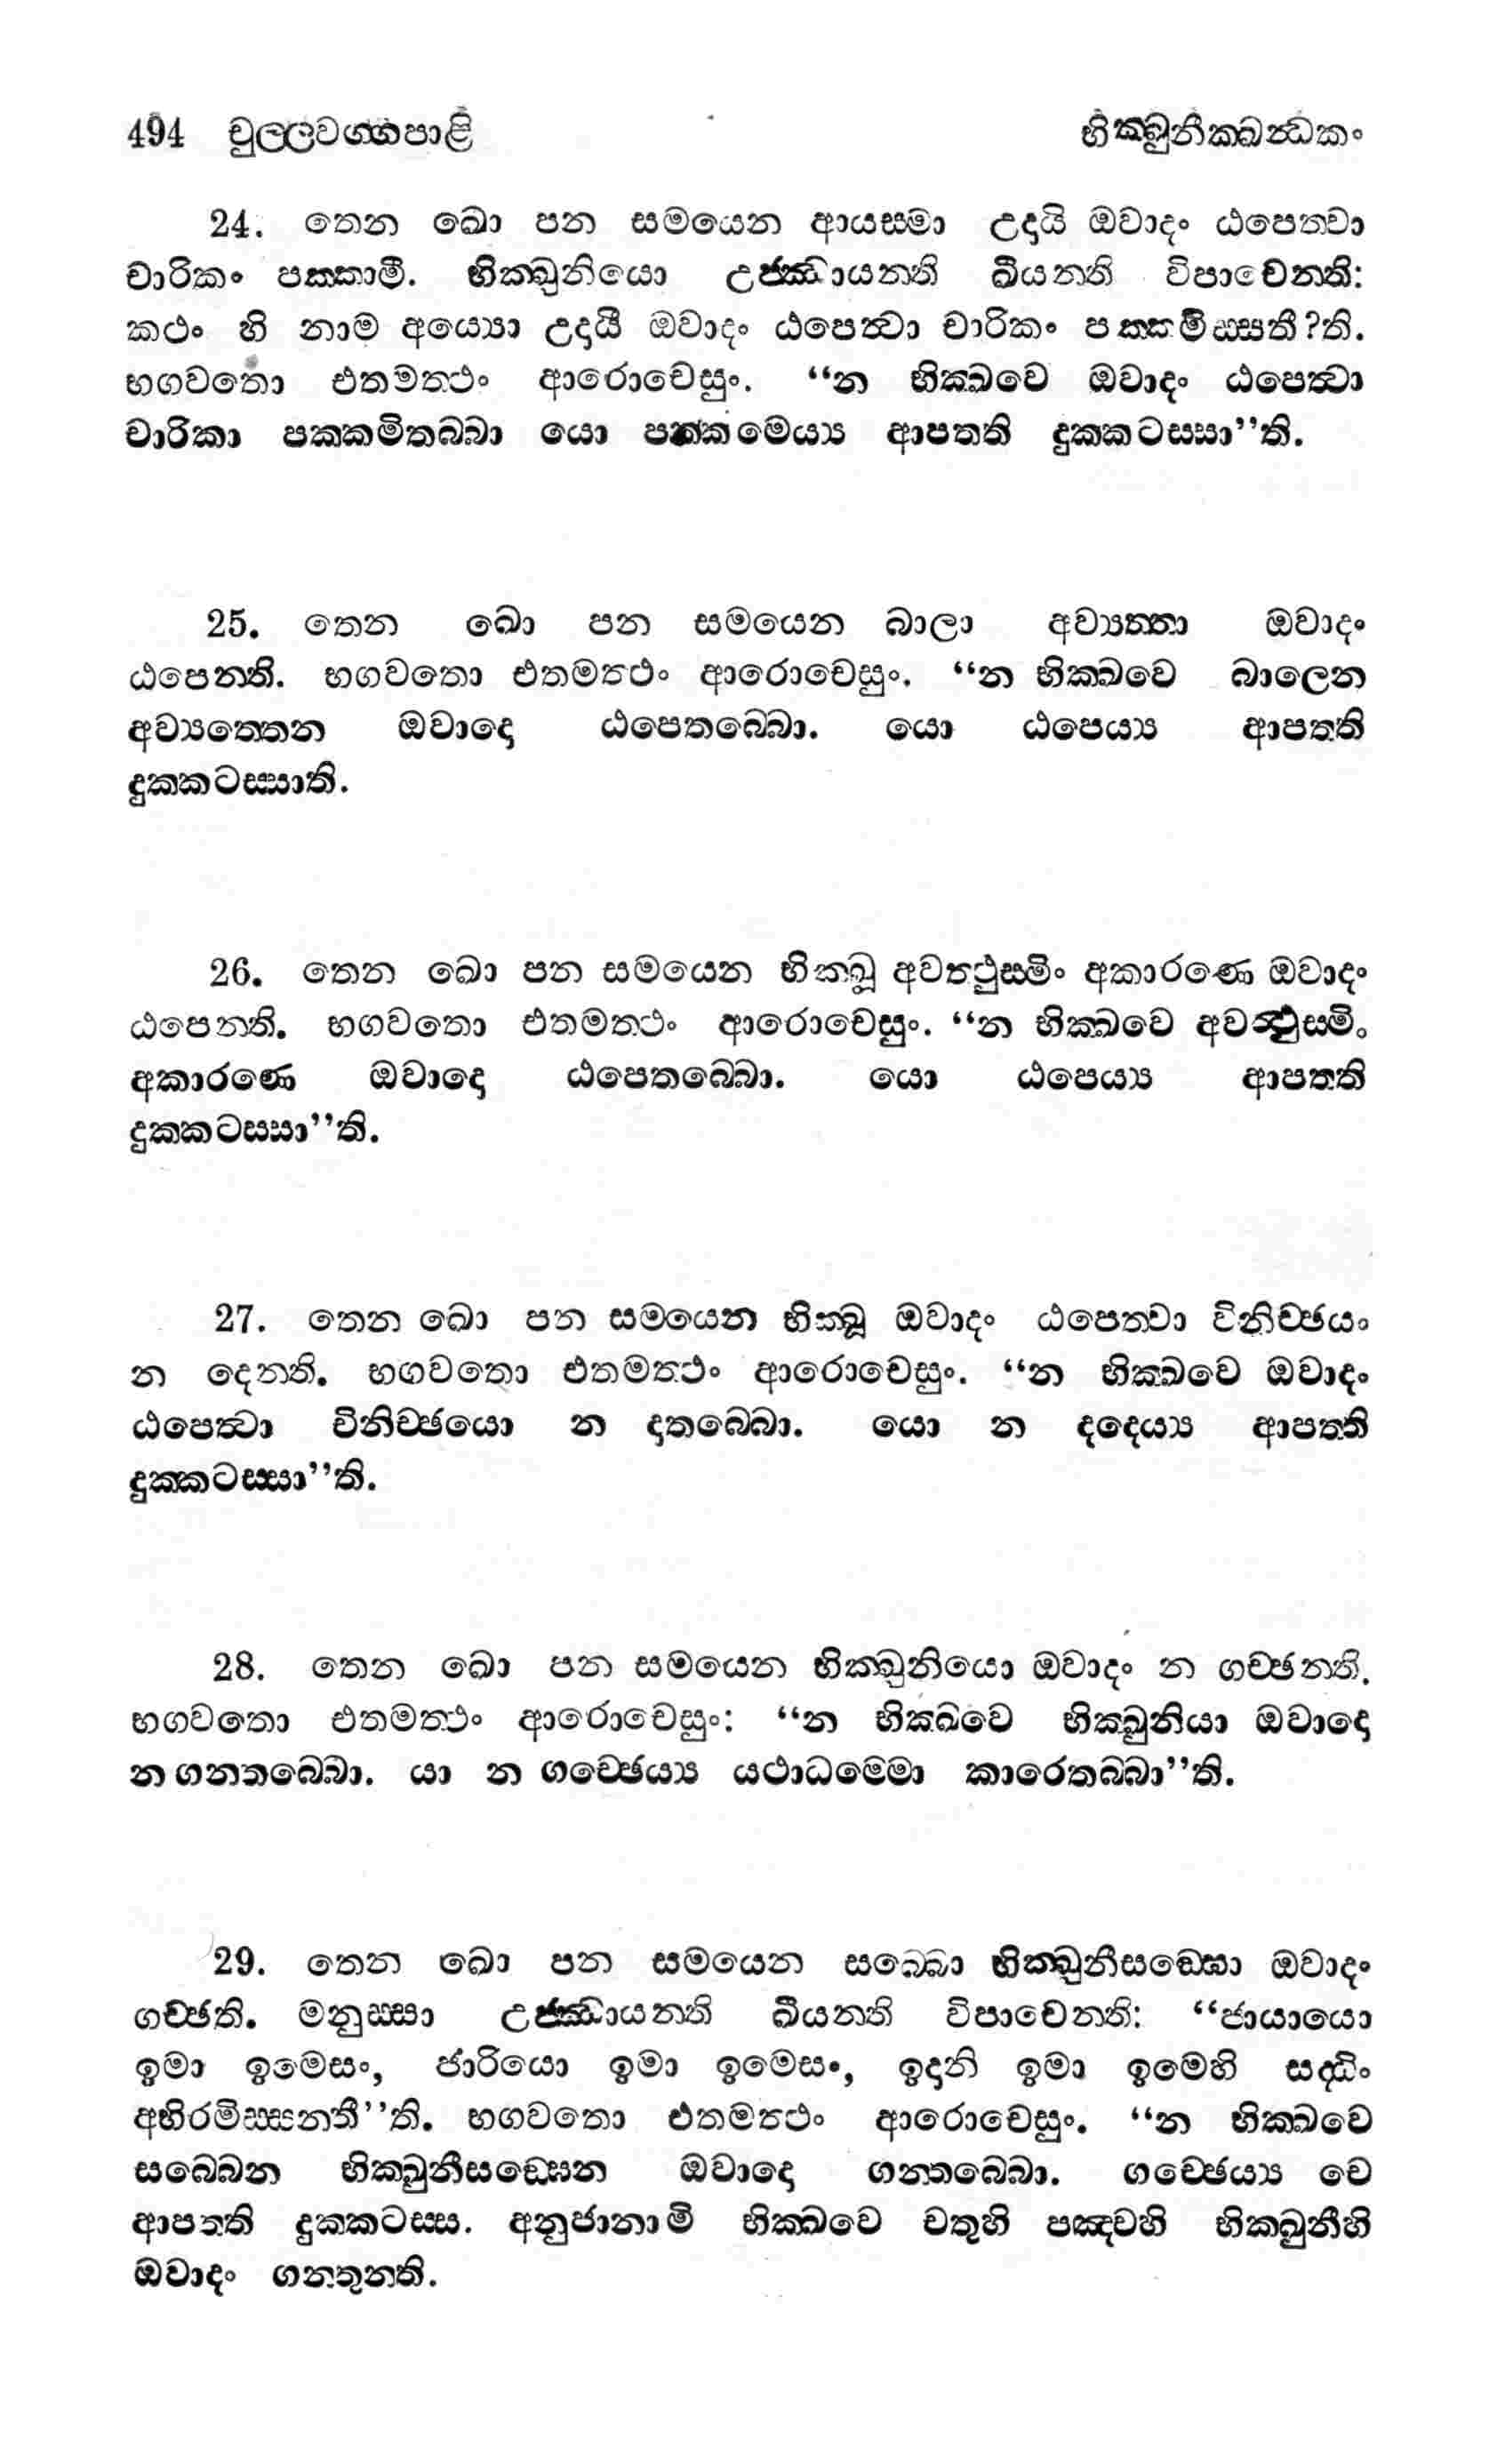 494 චුල්ලවග්ගපාළි භික්ඛුනීක්ඛන්ධකං
24. තෙන ඛො පන සමයෙන ආයස්මා උදායි ඔවාදං ඨපෙත්වා
චාරිකං පක්කාමී. භික්ඛුනියො උජ්ඣායන්ති ඛීයන්ති විපාචෙන්ති:
කථං හි නාම අය්‍යො උදායී ඔවාදං ඨපෙත්වා චාරිකං පක්කමිස්සතී?ති.
භගවතො එතමත්ථං ආරොචෙසුං. “න භික්ඛවෙ ඔවාදං ඨපෙත්වා
චාරිකා පක්කමිතබ්බා යො පක්කමෙය්‍ය ආපත්ති දුක්කටස්සා”ති.
25. තෙන ඛො පන සමයෙන බාලා අව්‍යත්තා ඔවාදං
ඨපෙන්ති. භගවතො එතමත්ථං ආරොචෙසුං. “න භික්ඛවෙ බාලෙන
අව්‍යත්තෙන ඔවාදො ඨපෙතබ්බො. යො ඨපෙය්‍ය ආපත්ති
දුක්කටස්සාති.
26. තෙන ඛො පන සමයෙන භික්ඛූ අවත්ථුස්මිං අකාරණෙ ඔවාදං
ඨපෙන්ති. භගවතො එතමත්ථං ආරොචෙසුං. “න භික්ඛවෙ අවත්ථුස්මිං
අකාරණෙ ඔවාදො ඨපෙතබ්බො. යො ඨපෙය්‍ය ආපත්ති
දුක්කටස්සා”ති.
27. තෙන ඛො පන සමයෙන භික්ඛූ ඔවාදං ඨපෙත්වා විනිච්ඡයං
න දෙන්ති. භගවතො එතමත්ථං ආරොචෙසුං. “න භික්ඛවෙ ඔවාදං
ඨපෙත්වා විනිච්ඡයො න දාතබ්බො. යො න දදෙය්‍ය ආපත්ති
දුක්කටස්සා”ති.
28. තෙන ඛො පන සමයෙන භික්ඛුනියො ඔවාදං න ගච්ඡන්ති.
භගවතො එතමත්ථං ආරොචෙසුං: “න භික්ඛවෙ භික්ඛුනියා ඔවාදො
න ගන්තබ්බො. යා න ගච්ඡෙය්‍ය යථාධම්මො කාරෙතබ්බා”ති.
29. තෙන ඛො පන සමයෙන සබ්බො භික්ඛුනීසඞ්ඝො ඔවාදං
ගච්ඡති. මනුස්සා උජ්ඣායන්ති ඛීයන්ති විපාචෙන්ති: “ජායායො
ඉමා ඉමෙසං, ජාරියො ඉමා ඉමෙසං, ඉදානි ඉමා ඉමෙහි සද්ධිං
අභිරමිස්සන්තී”ති. භගවතො එතමත්ථං ආරොචෙසුං. “න භික්ඛවෙ
සබ්බෙන භික්ඛුනීසඞ්ඝෙන ඔවාදො ගන්තබ්බො. ගච්ඡෙය්‍ය චෙ
ආපත්ති දුක්කටස්ස. අනුජානාමි භික්ඛවෙ චතුහි පඤ්චහි භික්ඛුනීහි
ඔවාදං ගන්තුන්ති.